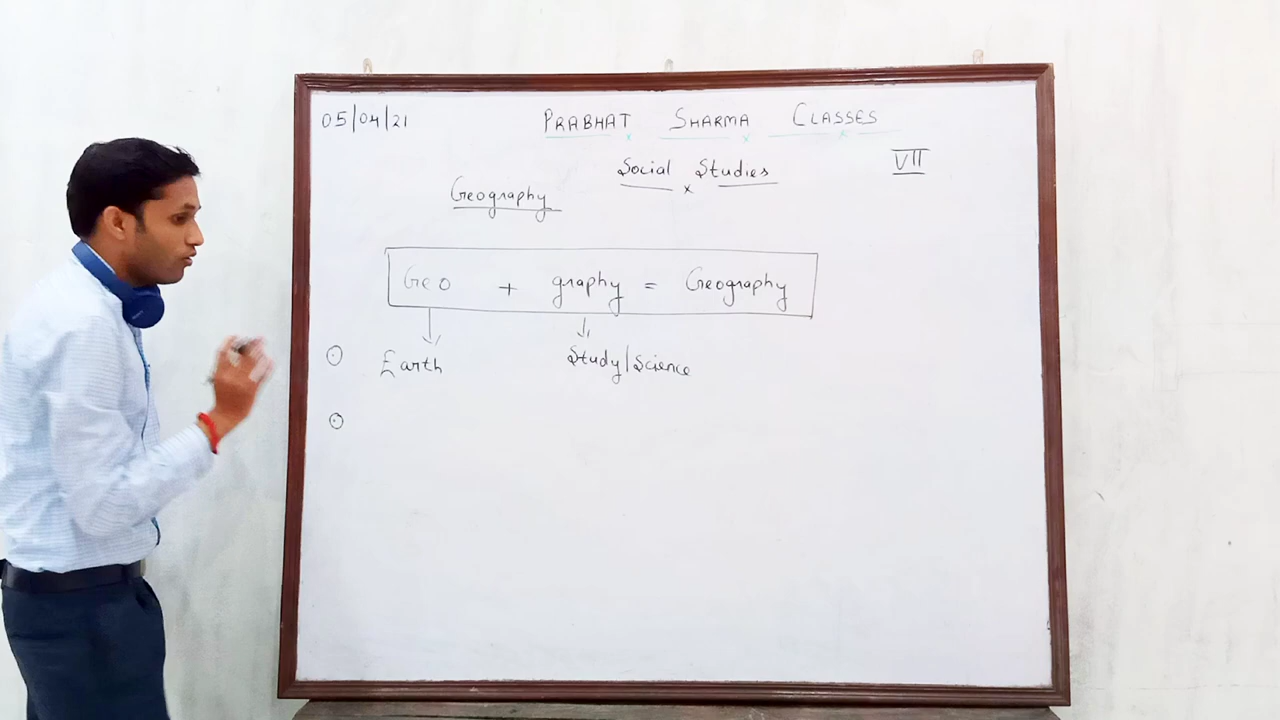 05/04/21
PRABHAT SHARMA CLASSES
Social Studies
VII
Geography
Geo + graphy = Geography
Earth
Study/Science